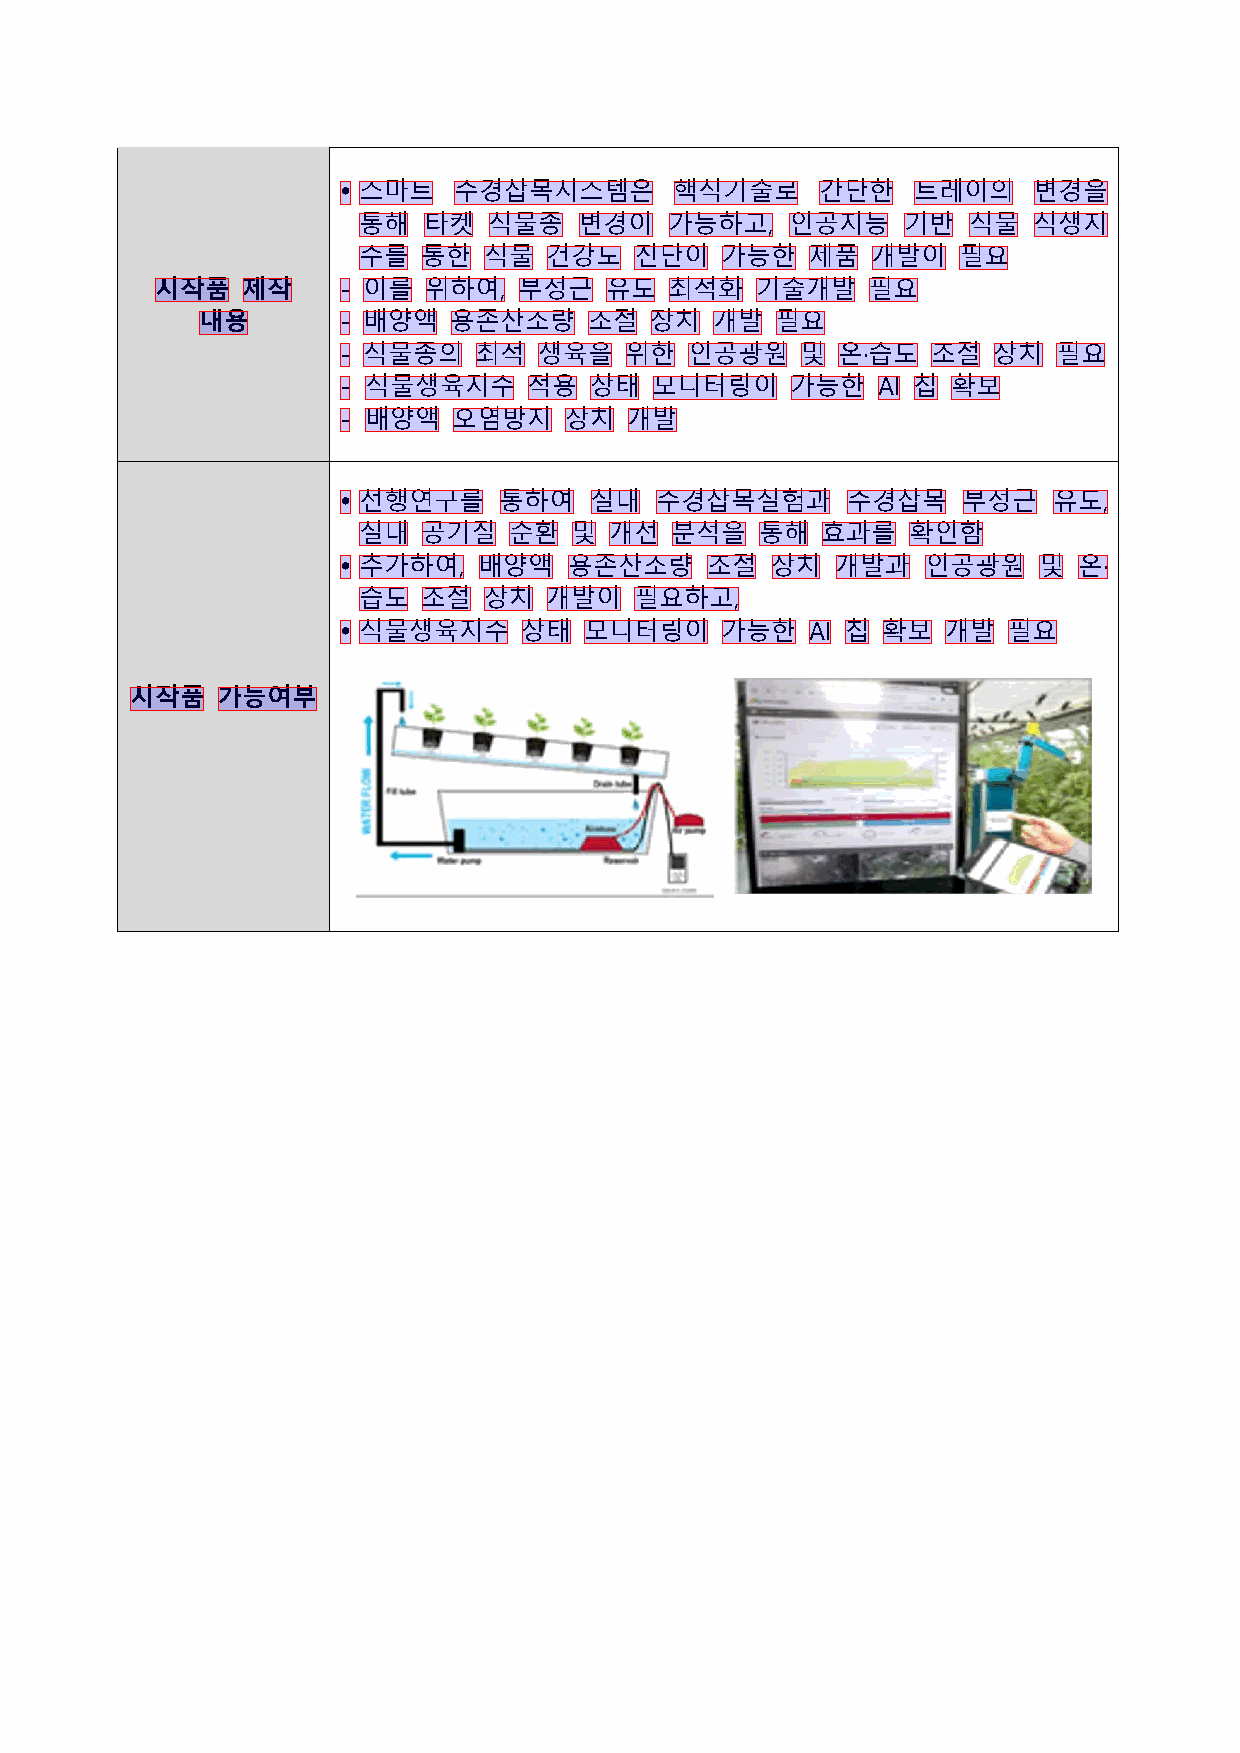 • 스마트 수경삽목시스템은 핵식기술로 간단한 트레이의 변경을
통해 타켓 식물종 변경이 가능하고, 인공지능 기반 식물 식생지
수를 통한 식물 건강도 진단이 가능한 제품 개발이 필요
시작품 제작
내용
- 이를 위하여, 부정근 유도 최적화 기술개발 필요
- 배양액 용존산소량 조절 장치 개발 필요
- 식물종의 최적 생육을 위한 인공광원 및 온·습도 조절 장치 필요
- 식물생육지수 적용 상태 모니터링이 가능한 AI 칩 확보
- 배양액 오염방지 장치 개발
• 선행연구를 통하여 실내 수경삽목실험과 수경삽목 부정근 유도,
실내 공기질 순환 및 개선 분석을 통해 효과를 확인함
• 추가하여, 배양액 용존산소량 조절 장치 개발과 인공광원 및 온·
습도 조절 장치 개발이 필요하고,
• 식물생육지수 상태 모니터링이 가능한 AI 칩 확보 개발 필요
시작품 가능여부
WATER FLOW
Fill tube
Drain tube
Airstone
Air pump
Water pump
Reservoir